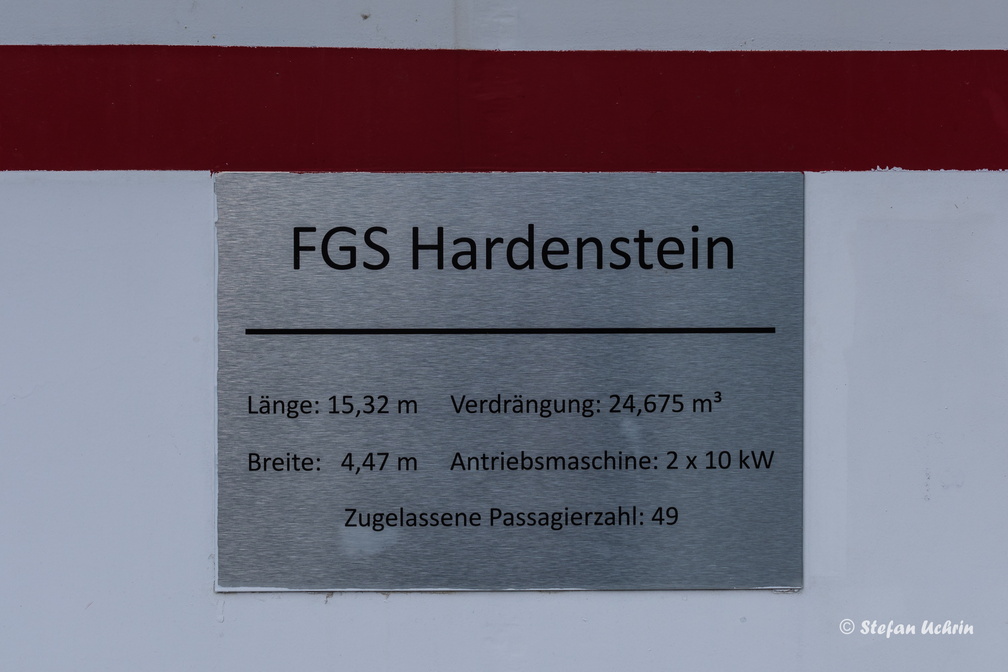 FGS Hardenstein
Länge: 15,32 m Verdrängung: 24,675 m³
Breite: 4,47 m Antriebsmaschine: 2 x 10 kW
Zugelassene Passagierzahl: 49
© Stefan Uchrin